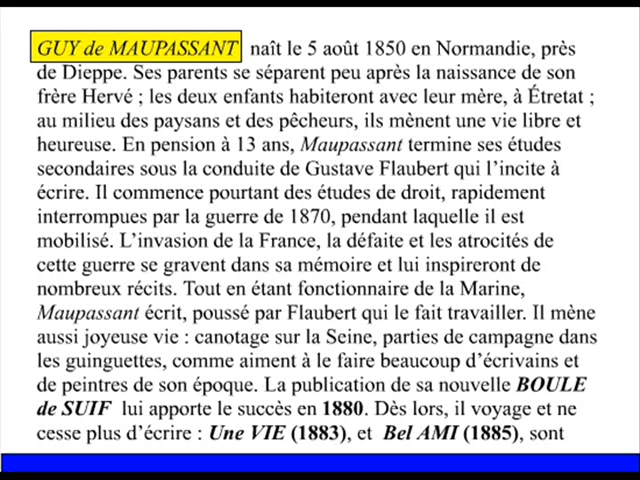 GUY de MAUPASSANT naît le 5 août 1850 en Normandie, près
de Dieppe. Ses parents se séparent peu après la naissance de son
frère Hervé ; les deux enfants habiteront avec leur mère, à Étretat ;
au milieu des paysans et des pêcheurs, ils mènent une vie libre et
heureuse. En pension à 13 ans, Maupassant termine ses études
secondaires sous la conduite de Gustave Flaubert qui l’incite à
écrire. Il commence pourtant des études de droit, rapidement
interrompues par la guerre de 1870, pendant laquelle il est
mobilisé. L’invasion de la France, la défaite et les atrocités de
cette guerre se gravent dans sa mémoire et lui inspireront de
nombreux récits. Tout en étant fonctionnaire de la Marine,
Maupassant écrit, poussé par Flaubert qui le fait travailler. Il mène
aussi joyeuse vie : canotage sur la Seine, parties de campagne dans
les guinguettes, comme aiment à le faire beaucoup d’écrivains et
de peintres de son époque. La publication de sa nouvelle BOULE
de SUIF lui apporte le succès en 1880. Dès lors, il voyage et ne
cesse plus d’écrire : Une VIE (1883), et Bel AMI (1885), sont